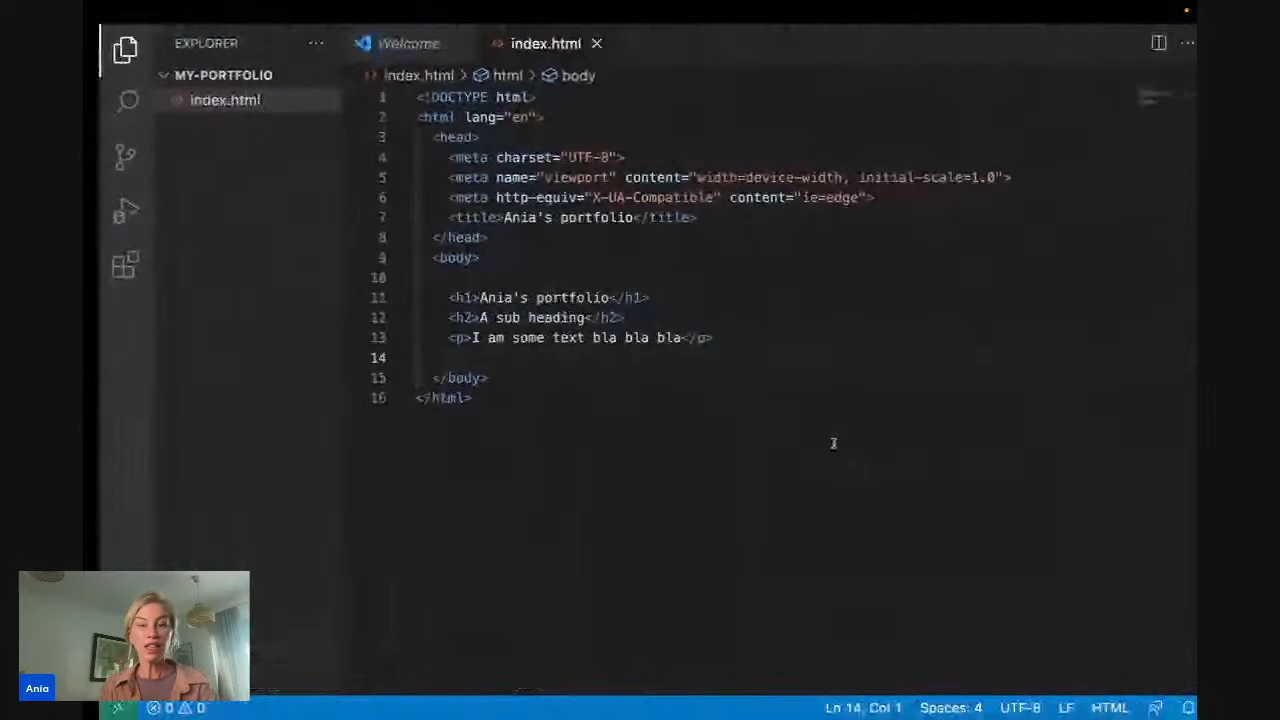 EXPLORER ··· Welcome index.html ···
MY-PORTFOLIO index.html > html > body
index.html
1 <!DOCTYPE html>
2 <html lang="en">
3 <head>
4 <meta charset="UTF-8">
5 <meta name="viewport" content="width=device-width, initial-scale=1.0">
6 <meta http-equiv="X-UA-Compatible" content="ie=edge">
7 <title>Ania's portfolio</title>
8 </head>
9 <body>
10
11 <h1>Ania's portfolio</h1>
12 <h2>A sub heading</h2>
13 <p>I am some text bla bla bla</p>
14
15 </body>
16 </html>
Ania
0 0 Ln 14, Col 1 Spaces: 4 UTF-8 LF HTML